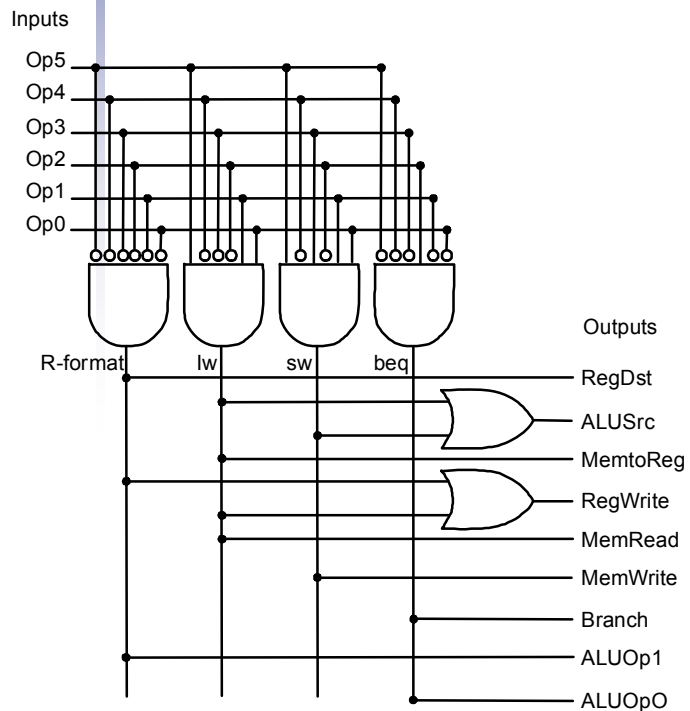 Inputs
Op5
Op4
Op3
Op2
Op1
Op0
R-format
lw
sw
beq
Outputs
RegDst
ALUSrc
MemtoReg
RegWrite
MemRead
MemWrite
Branch
ALUOp1
ALUOpO